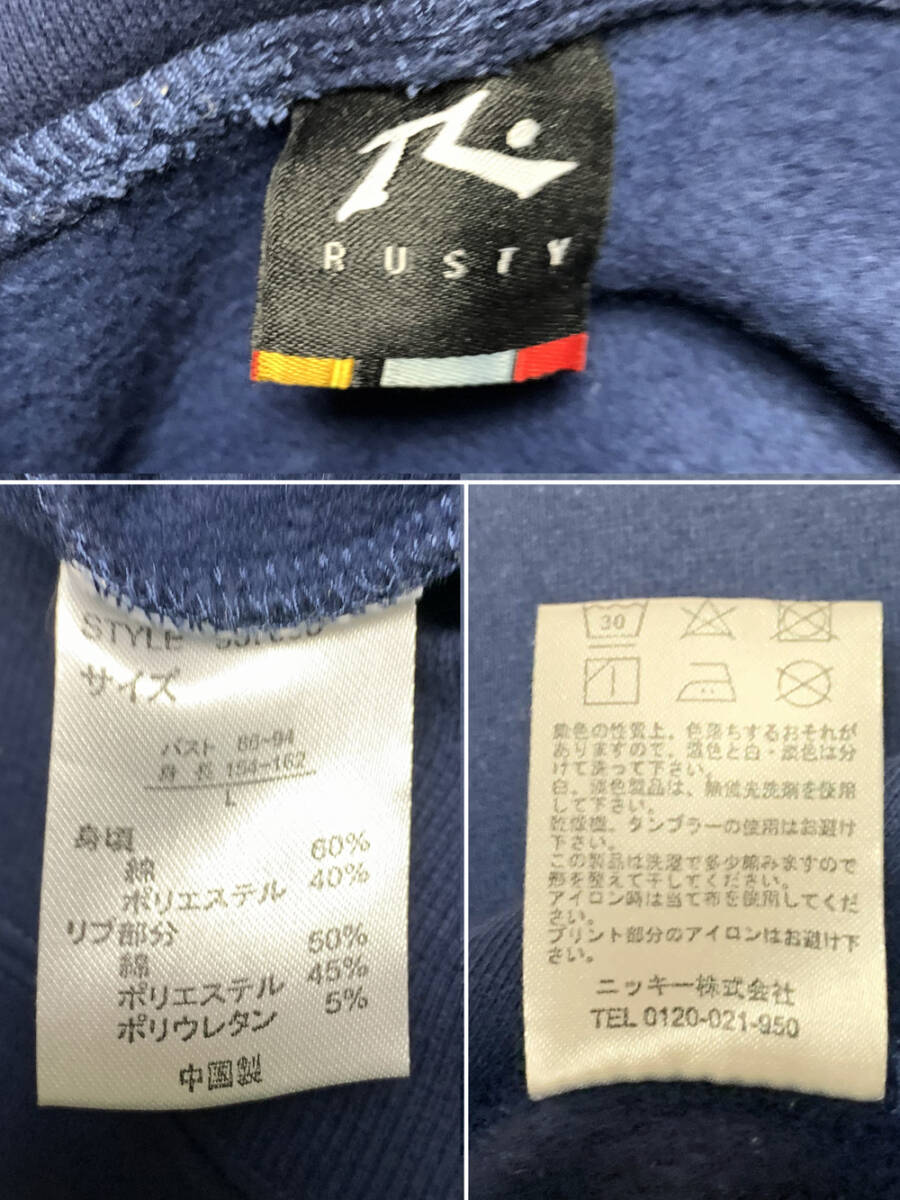 RUSTY
STYLE
サイズ
バスト 86~94
身長 154~162
L
身頃
綿 60%
ポリエステル 40%
リブ部分
綿 50%
ポリエステル 45%
ポリウレタン 5%
中国製
30
染色の性質上、色落ちするおそれが
ありますので、濃色と白・淡色は分
けて洗って下さい。
白、淡色製品は、無蛍光洗剤を使用
して下さい。
乾燥機、タンブラーの使用はお避け
下さい。
この製品は洗濯で多少縮みますので
形を整えて干してください。
アイロン時は当て布を使用してくだ
さい。
プリント部分のアイロンはお避け下
さい。
ニッキー株式会社
TEL 0120-021-950